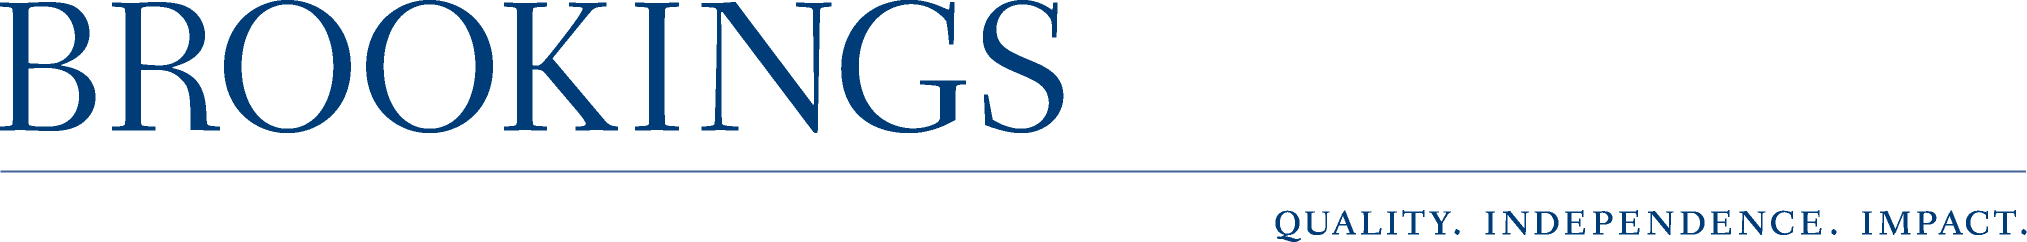 BROOKINGS
QUALITY. INDEPENDENCE. IMPACT.